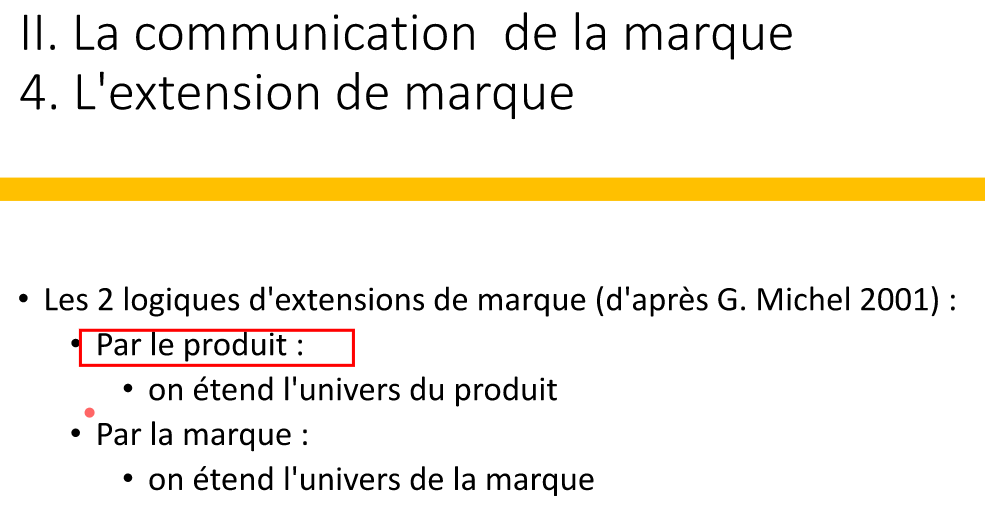 II. La communication  de la marque
4. L'extension de marque
• Les 2 logiques d'extensions de marque (d'après G. Michel 2001) :
• Par le produit :
• on étend l'univers du produit
• Par la marque :
• on étend l'univers de la marque